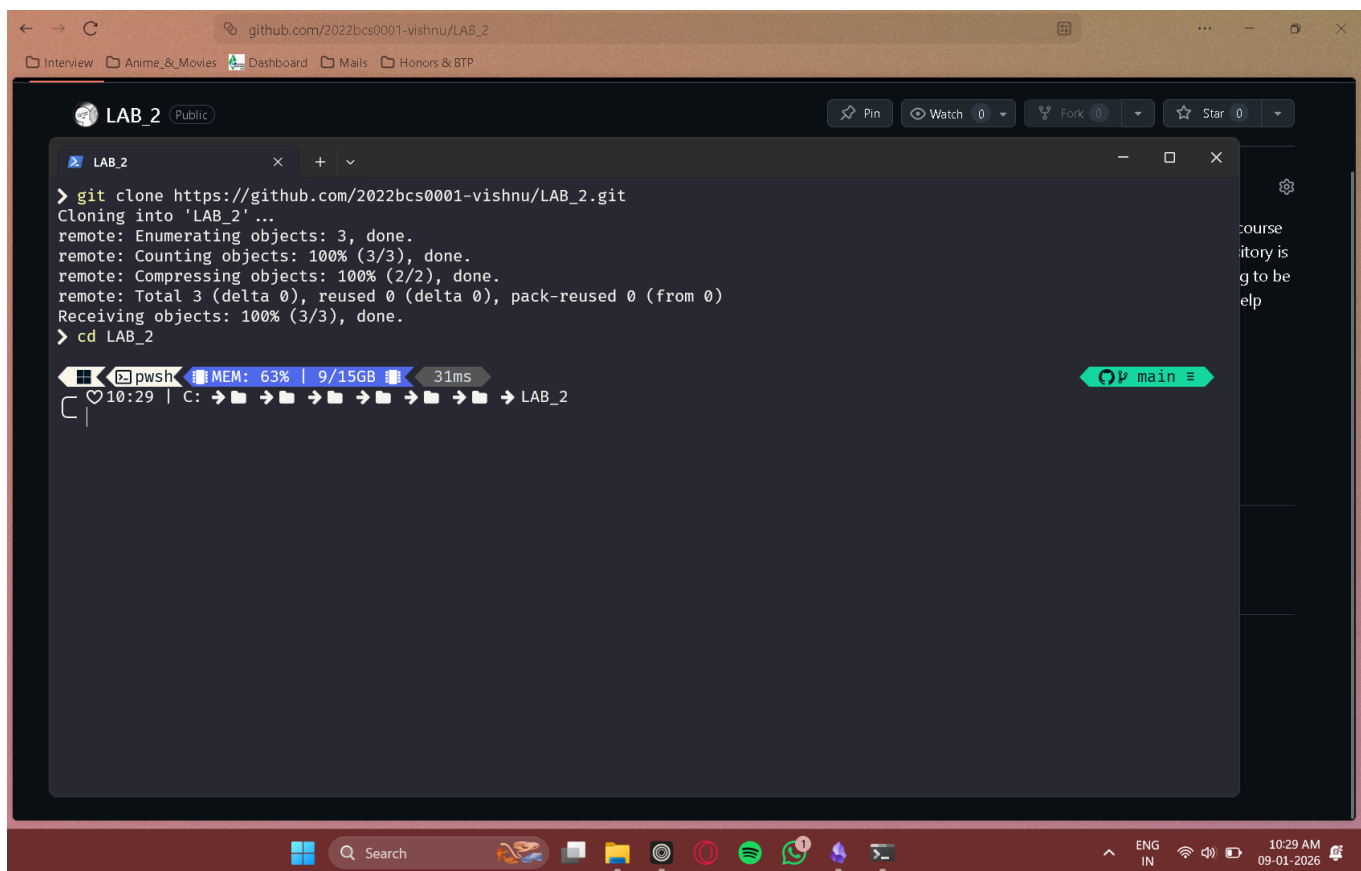 github.com/2022bcs0001-vishnu/LAB_2
Interview Anime_&_Movies Dashboard Mails Honors & BTP
LAB_2 Public Pin Watch 0 Fork 0 Star 0
LAB_2
❯ git clone https://github.com/2022bcs0001-vishnu/LAB_2.git
Cloning into 'LAB_2'...
remote: Enumerating objects: 3, done.
remote: Counting objects: 100% (3/3), done.
remote: Compressing objects: 100% (2/2), done.
remote: Total 3 (delta 0), reused 0 (delta 0), pack-reused 0 (from 0)
Receiving objects: 100% (3/3), done.
❯ cd LAB_2
pwsh MEM: 63% | 9/15GB 31ms main ≡
10:29 | C: → → → → → → → LAB_2
course
itory is
g to be
elp
Search
ENG
IN
10:29 AM
09-01-2026
1